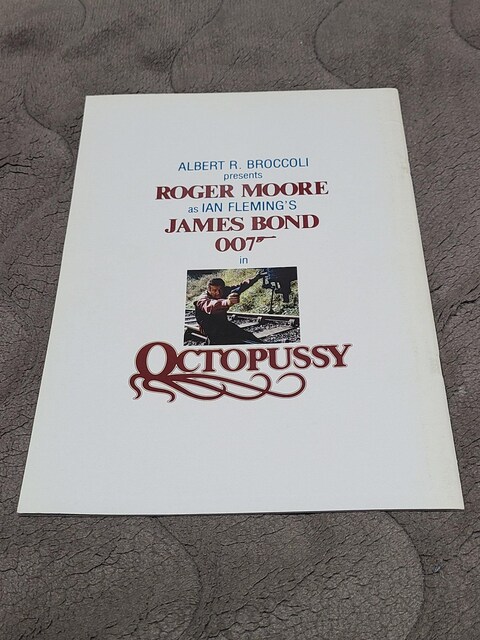 ALBERT R. BROCCOLI
presents
ROGER MOORE
as IAN FLEMING'S
JAMES BOND
007
in
OCTOPUSSY